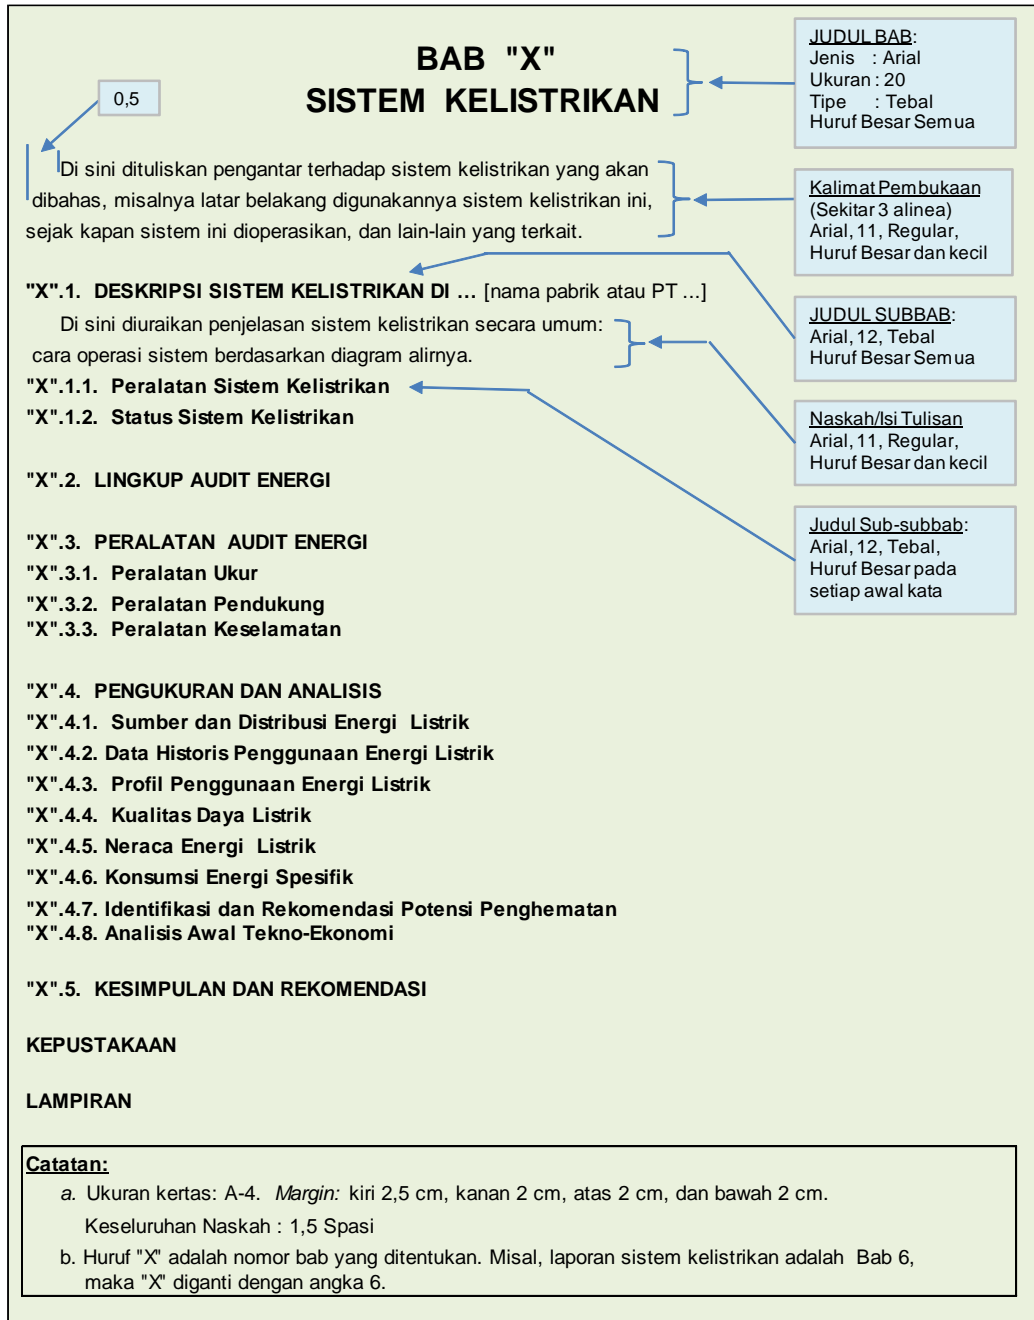 BAB "X"
SISTEM KELISTRIKAN
JUDUL BAB:
Jenis : Arial
Ukuran : 20
Tipe : Tebal
Huruf Besar Semua
0,5
Di sini dituliskan pengantar terhadap sistem kelistrikan yang akan
dibahas, misalnya latar belakang digunakannya sistem kelistrikan ini,
sejak kapan sistem ini dioperasikan, dan lain-lain yang terkait.
Kalimat Pembukaan
(Sekitar 3 alinea)
Arial, 11, Regular,
Huruf Besar dan kecil
"X".1. DESKRIPSI SISTEM KELISTRIKAN DI ... [nama pabrik atau PT ...]
Di sini diuraikan penjelasan sistem kelistrikan secara umum:
cara operasi sistem berdasarkan diagram alirnya.
JUDUL SUBBAB:
Arial, 12, Tebal
Huruf Besar Semua
"X".1.1. Peralatan Sistem Kelistrikan
"X".1.2. Status Sistem Kelistrikan
Naskah/Isi Tulisan
Arial, 11, Regular,
Huruf Besar dan kecil
"X".2. LINGKUP AUDIT ENERGI
Judul Sub-subbab:
Arial, 12, Tebal,
Huruf Besar pada
setiap awal kata
"X".3. PERALATAN AUDIT ENERGI
"X".3.1. Peralatan Ukur
"X".3.2. Peralatan Pendukung
"X".3.3. Peralatan Keselamatan
"X".4. PENGUKURAN DAN ANALISIS
"X".4.1. Sumber dan Distribusi Energi Listrik
"X".4.2. Data Historis Penggunaan Energi Listrik
"X".4.3. Profil Penggunaan Energi Listrik
"X".4.4. Kualitas Daya Listrik
"X".4.5. Neraca Energi Listrik
"X".4.6. Konsumsi Energi Spesifik
"X".4.7. Identifikasi dan Rekomendasi Potensi Penghematan
"X".4.8. Analisis Awal Tekno-Ekonomi
"X".5. KESIMPULAN DAN REKOMENDASI
KEPUSTAKAAN
LAMPIRAN
Catatan:
a. Ukuran kertas: A-4. Margin: kiri 2,5 cm, kanan 2 cm, atas 2 cm, dan bawah 2 cm.
Keseluruhan Naskah : 1,5 Spasi
b. Huruf "X" adalah nomor bab yang ditentukan. Misal, laporan sistem kelistrikan adalah Bab 6,
maka "X" diganti dengan angka 6.